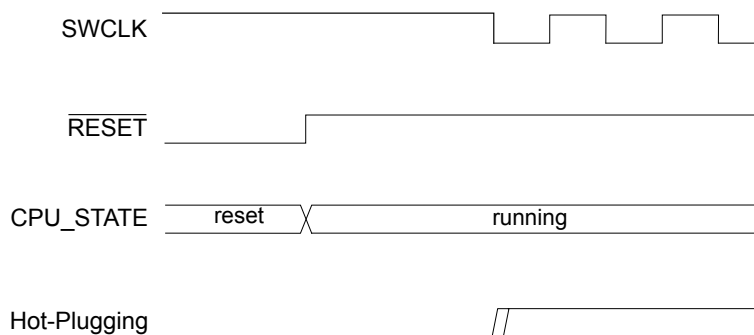 SWCLK
RESET
CPU_STATE reset running
Hot-Plugging